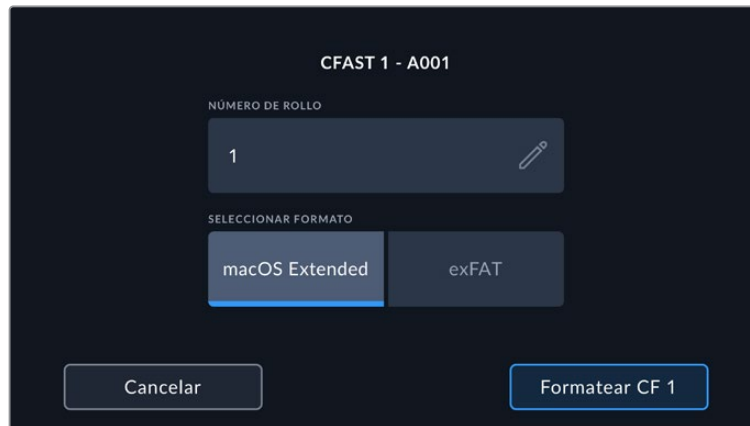 CFAST 1 - A001
NÚMERO DE ROLLO
1
SELECCIONAR FORMATO
macOS Extended exFAT
Cancelar Formatear CF 1